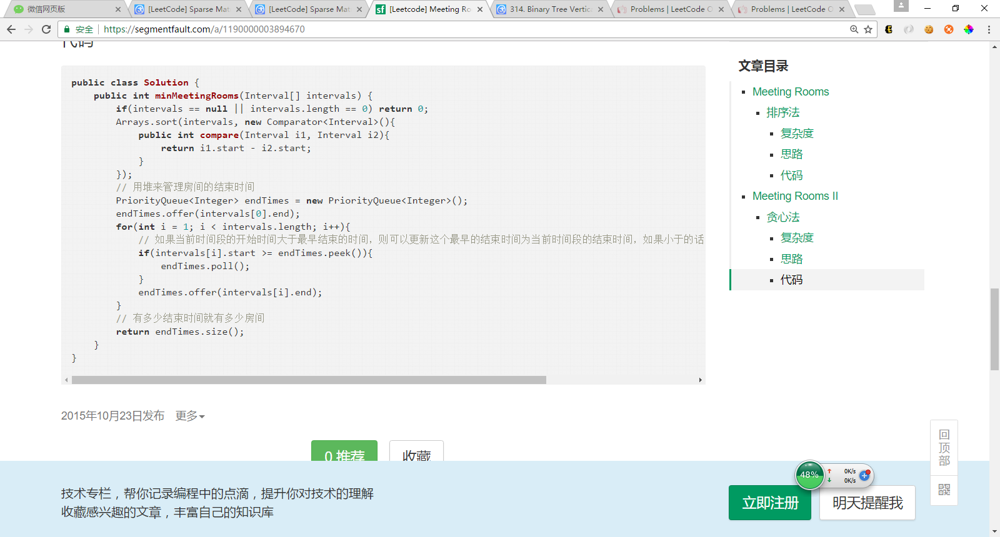 微信网页版
[LeetCode] Sparse Mat
[LeetCode] Sparse Mat
[Leetcode] Meeting Ro
314. Binary Tree Vertic
Problems | LeetCode O
Problems | LeetCode O
安全
https://segmentfault.com/a/1190000003894670
代码
public class Solution {
public int minMeetingRooms(Interval[] intervals) {
if(intervals == null || intervals.length == 0) return 0;
Arrays.sort(intervals, new Comparator<Interval>(){
public int compare(Interval i1, Interval i2){
return i1.start - i2.start;
}
});
// 用堆来管理房间的结束时间
PriorityQueue<Integer> endTimes = new PriorityQueue<Integer>();
endTimes.offer(intervals[0].end);
for(int i = 1; i < intervals.length; i++){
// 如果当前时间段的开始时间大于最早结束的时间，则可以更新这个最早的结束时间为当前时间段的结束时间，如果小于的话
if(intervals[i].start >= endTimes.peek()){
endTimes.poll();
}
endTimes.offer(intervals[i].end);
}
// 有多少结束时间就有多少房间
return endTimes.size();
}
}
文章目录
Meeting Rooms
排序法
复杂度
思路
代码
Meeting Rooms II
贪心法
复杂度
思路
代码
2015年10月23日发布 更多
0 推荐
收藏
回顶部
48%
0K/s
0K/s
技术专栏，帮你记录编程中的点滴，提升你对技术的理解
收藏感兴趣的文章，丰富自己的知识库
立即注册
明天提醒我